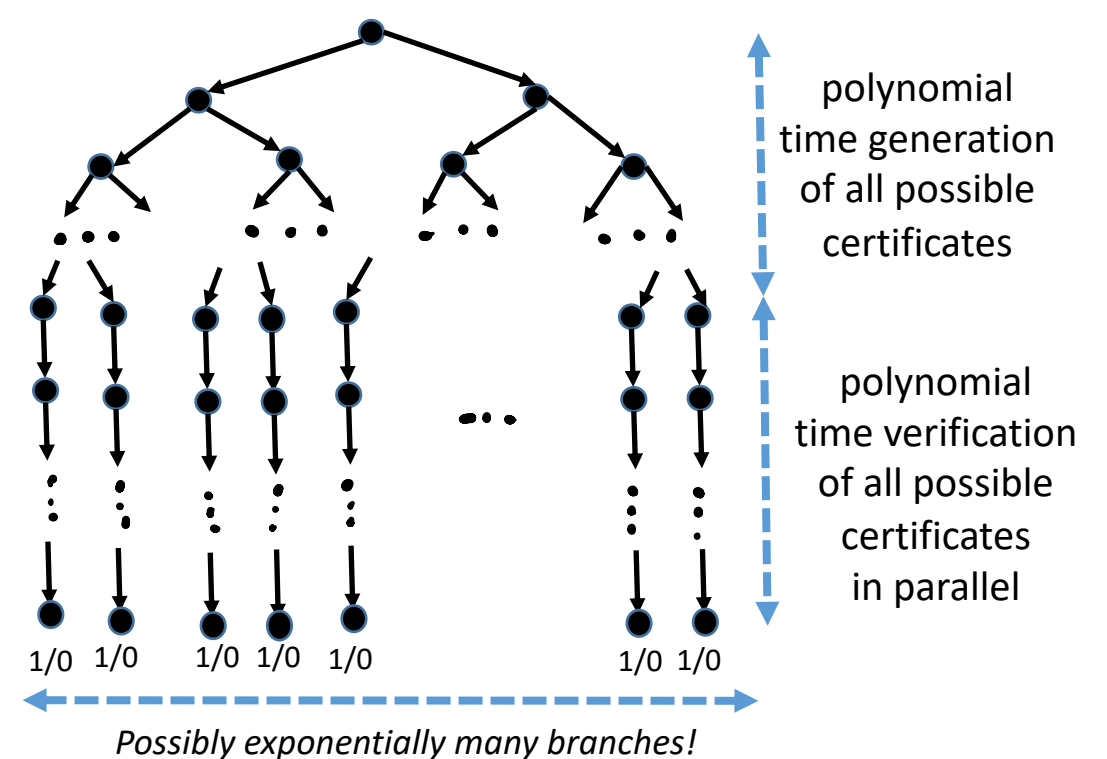 polynomial
time generation
of all possible
certificates
polynomial
time verification
of all possible
certificates
in parallel
1/0 1/0 1/0 1/0 1/0 1/0 1/0
Possibly exponentially many branches!